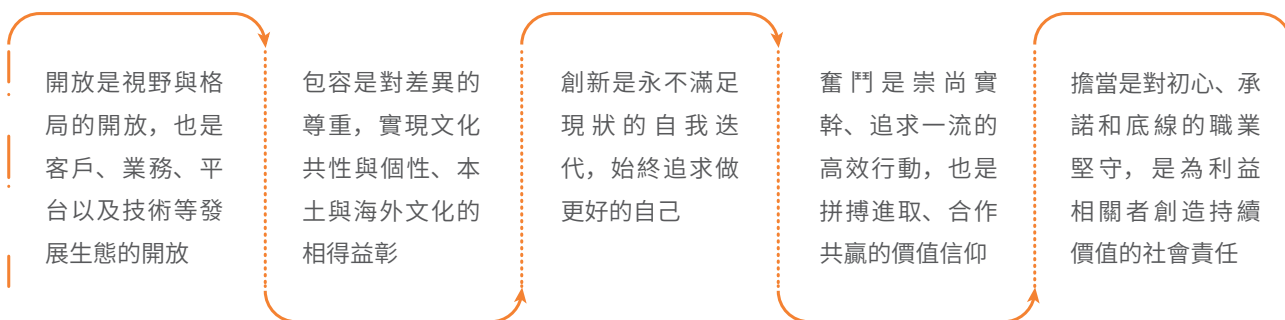 開放是視野與格
局的開放，也是
客戶、業務、平
台以及技術等發
展生態的開放
包容是對差異的
尊重，實現文化
共性與個性、本
土與海外文化的
相得益彰
創新是永不滿足
現狀的自我迭
代，始終追求做
更好的自己
奮鬥是崇尚實
幹、追求一流的
高效行動，也是
拼搏進取、合作
共贏的價值信仰
擔當是對初心、承
諾和底線的職業
堅守，是為利益
相關者創造持續
價值的社會責任